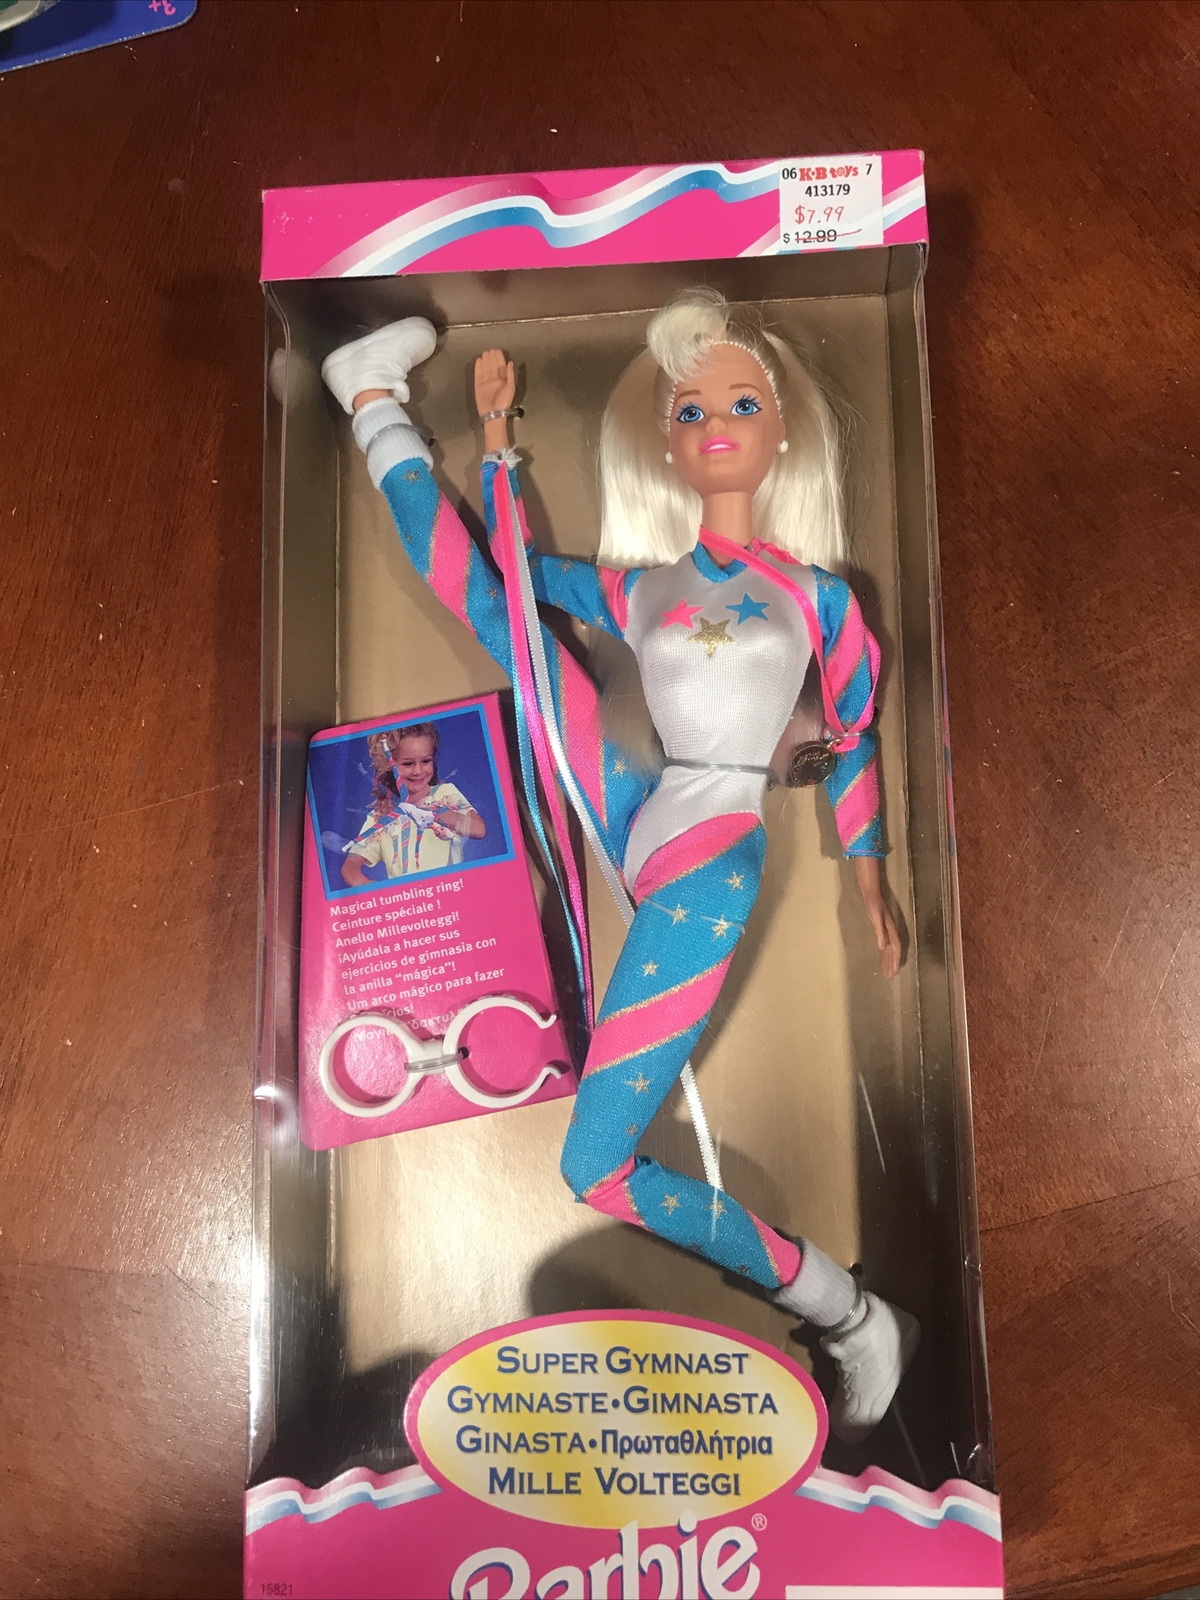 3+
06 K·B toys 7
413179
$7.99
$ 12.99
Magical tumbling ring!
Ceinture spéciale !
Anello Millevolteggi!
¡Ayúdala a hacer sus
ejercicios de gimnasia con
la anilla "mágica"!
Um arco mágico para fazer
SUPER GYMNAST
GYMNASTE•GIMNASTA
GINASTA•Πρωταθλήτρια
MILLE VOLTEGGI
Barbie®
15821